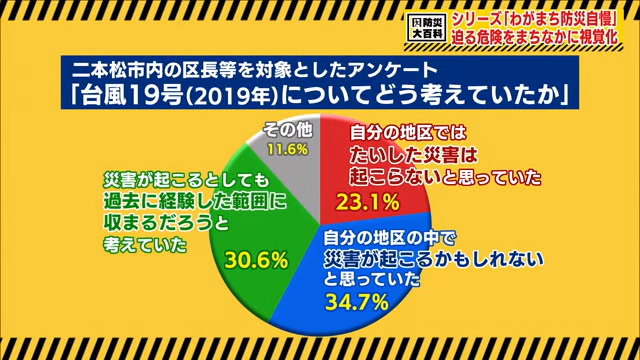 防災
大百科
シリーズ「わがまち防災自慢」
迫る危険をまちなかに視覚化
二本松市内の区長等を対象としたアンケート
「台風19号(2019年)についてどう考えていたか」
その他
11.6%
自分の地区では
たいした災害は
起こらないと思っていた
23.1%
災害が起こるとしても
過去に経験した範囲に
収まるだろうと
考えていた
30.6%
自分の地区の中で
災害が起こるかもしれない
と思っていた
34.7%